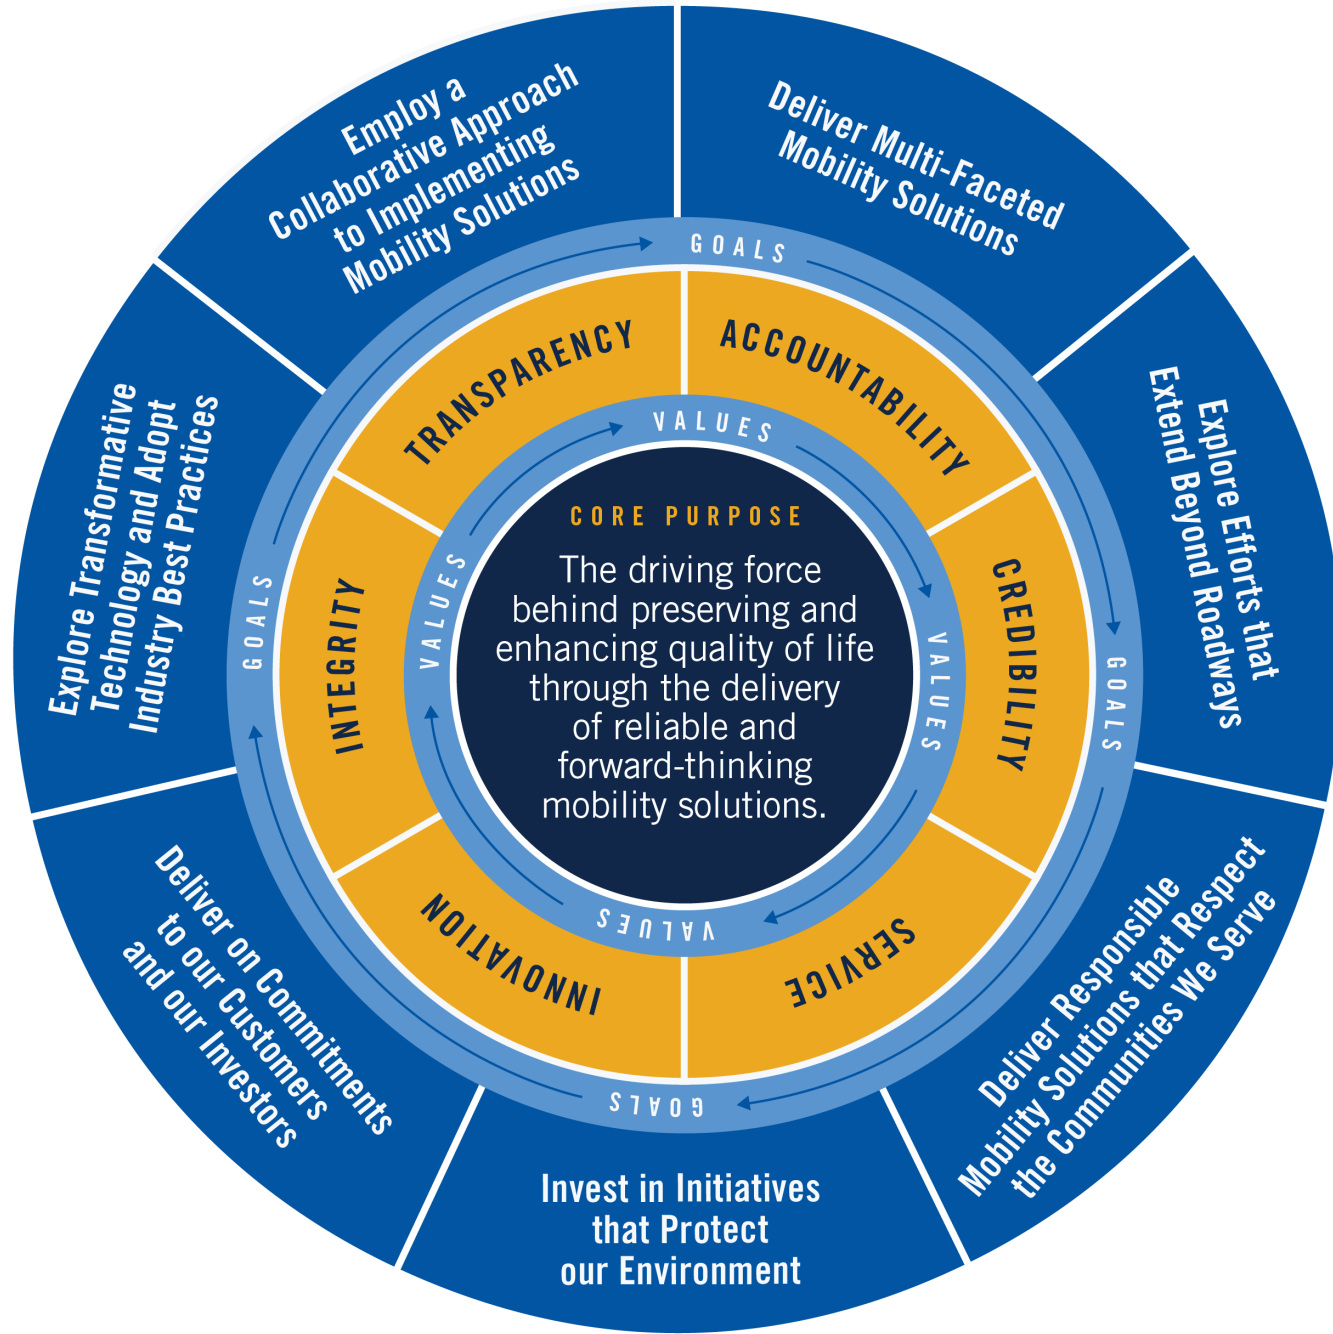 Employ a
Collaborative Approach
to Implementing
Mobility Solutions
Deliver Multi-Faceted
Mobility Solutions
Explore Efforts that
Extend Beyond Roadways
Deliver Responsible
Mobility Solutions that Respect
the Communities We Serve
Invest in Initiatives
that Protect
our Environment
Deliver on Commitments
to our Customers
and our Investors
Explore Transformative
Technology and Adopt
Industry Best Practices
GOALS
GOALS
GOALS
GOALS
TRANSPARENCY
ACCOUNTABILITY
CREDIBILITY
SERVICE
INNOVATION
INTEGRITY
VALUES
VALUES
VALUES
VALUES
CORE PURPOSE
The driving force
behind preserving and
enhancing quality of life
through the delivery
of reliable and
forward-thinking
mobility solutions.